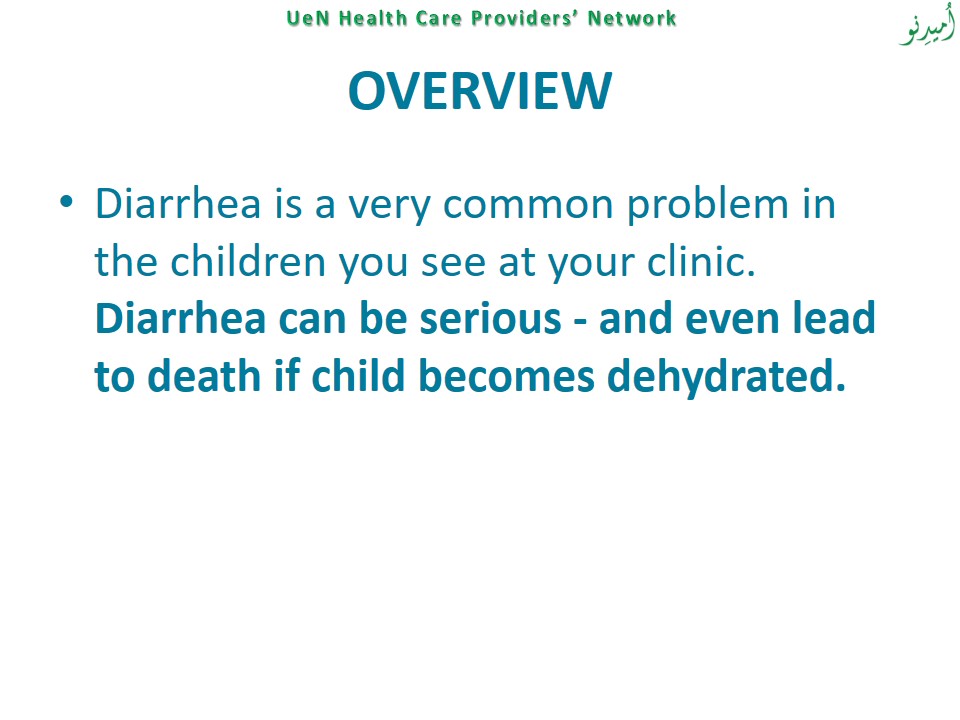 UeN Health Care Providers’ Network
اُمیدِنو
OVERVIEW
• Diarrhea is a very common problem in
the children you see at your clinic.
Diarrhea can be serious - and even lead
to death if child becomes dehydrated.